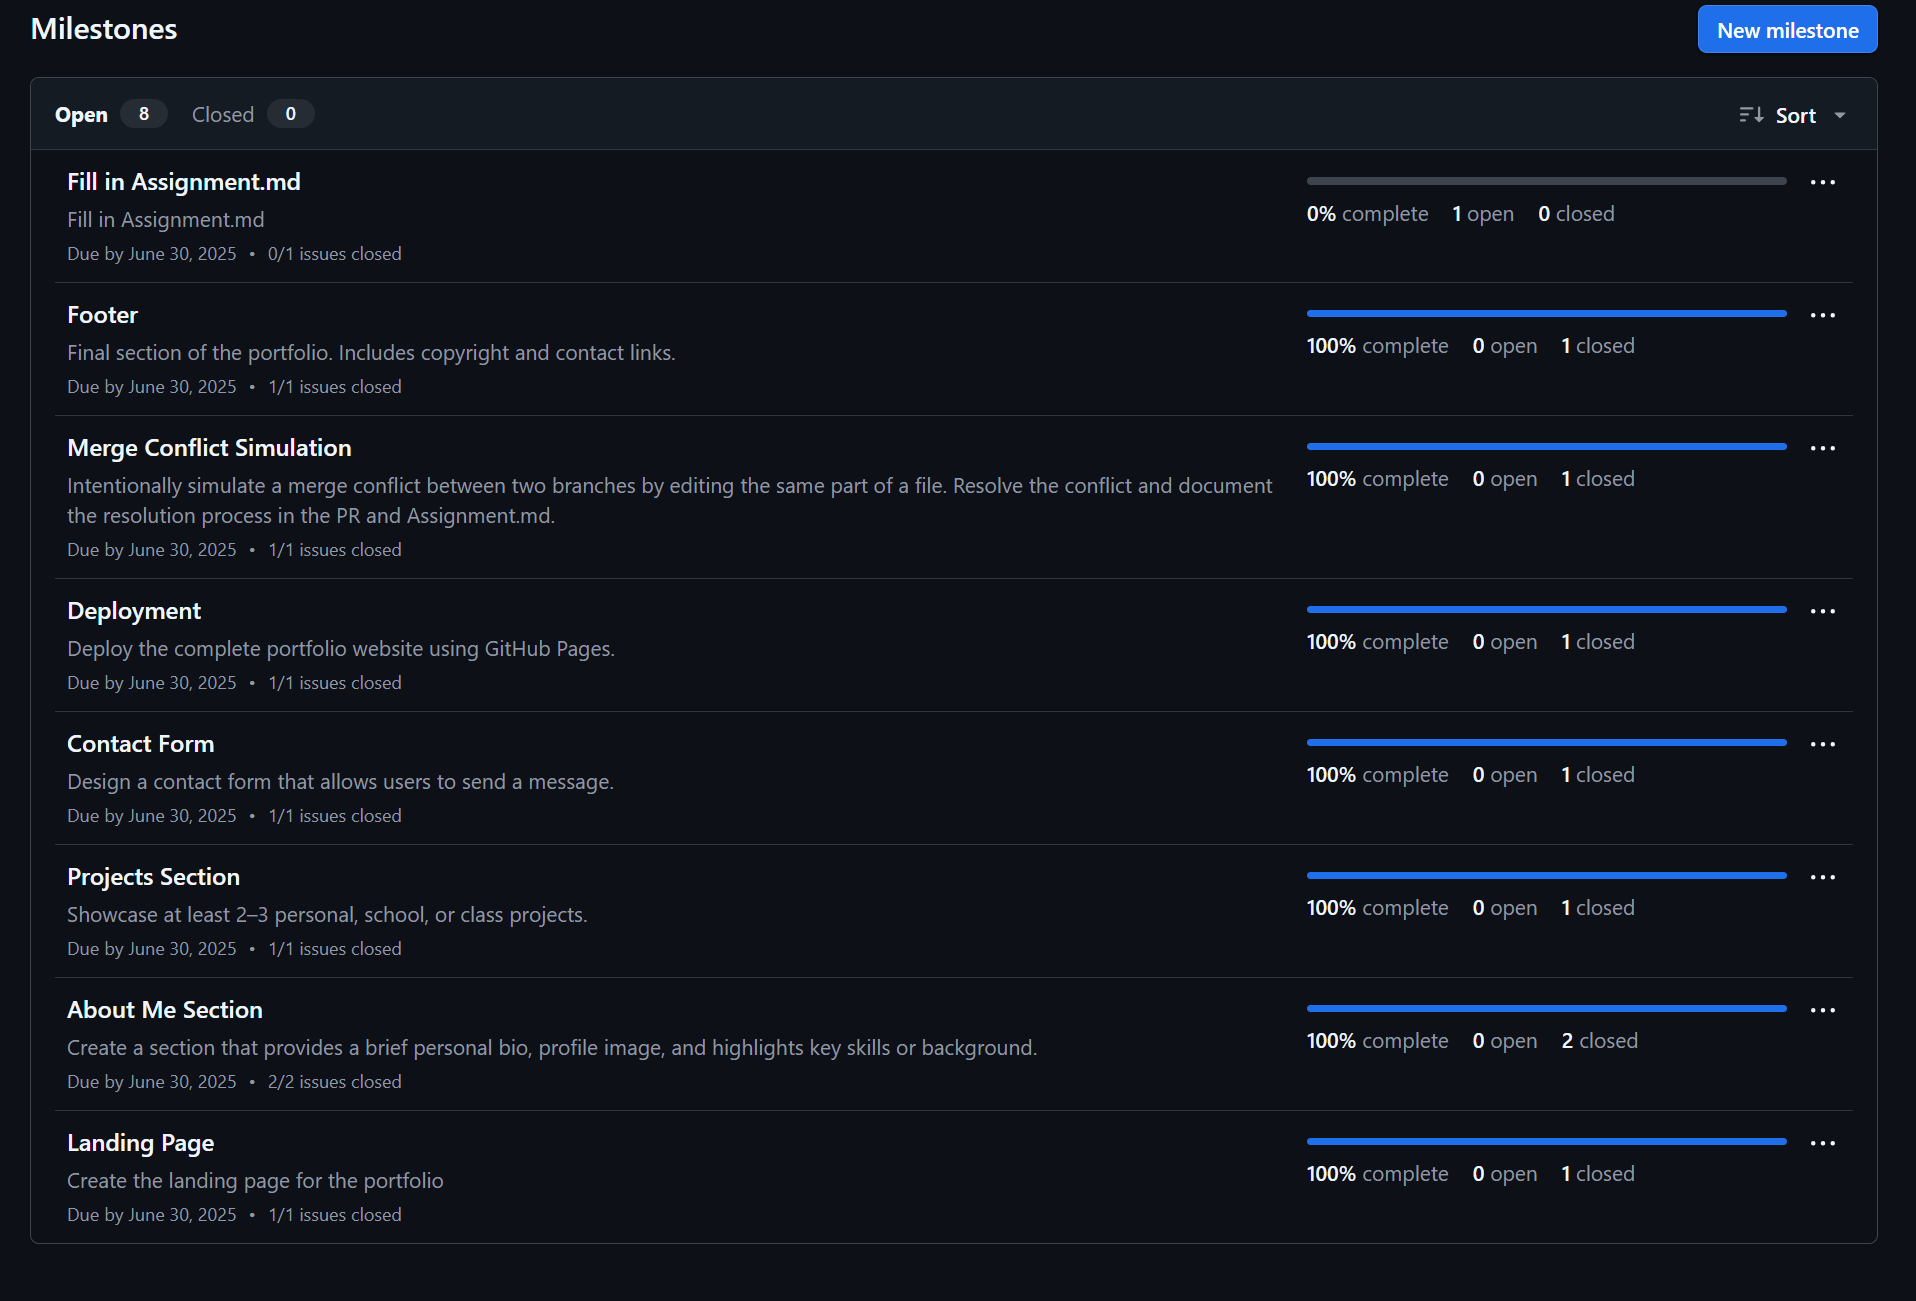 Milestones
New milestone
Open 8 Closed 0
Sort
Fill in Assignment.md
Fill in Assignment.md
Due by June 30, 2025 • 0/1 issues closed
0% complete 1 open 0 closed
Footer
Final section of the portfolio. Includes copyright and contact links.
Due by June 30, 2025 • 1/1 issues closed
100% complete 0 open 1 closed
Merge Conflict Simulation
Intentionally simulate a merge conflict between two branches by editing the same part of a file. Resolve the conflict and document
the resolution process in the PR and Assignment.md.
Due by June 30, 2025 • 1/1 issues closed
100% complete 0 open 1 closed
Deployment
Deploy the complete portfolio website using GitHub Pages.
Due by June 30, 2025 • 1/1 issues closed
100% complete 0 open 1 closed
Contact Form
Design a contact form that allows users to send a message.
Due by June 30, 2025 • 1/1 issues closed
100% complete 0 open 1 closed
Projects Section
Showcase at least 2–3 personal, school, or class projects.
Due by June 30, 2025 • 1/1 issues closed
100% complete 0 open 1 closed
About Me Section
Create a section that provides a brief personal bio, profile image, and highlights key skills or background.
Due by June 30, 2025 • 2/2 issues closed
100% complete 0 open 2 closed
Landing Page
Create the landing page for the portfolio
Due by June 30, 2025 • 1/1 issues closed
100% complete 0 open 1 closed